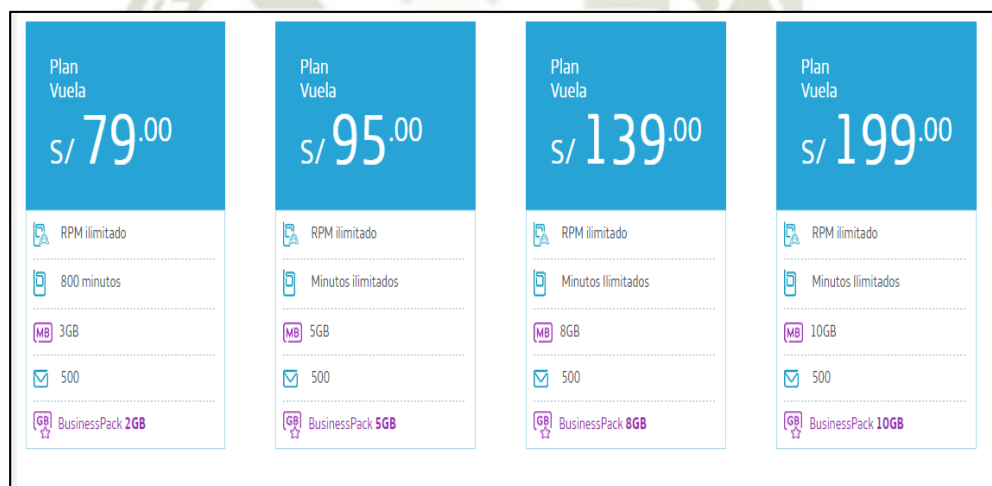 Plan
Vuela
S/ 79.00
RPM ilimitado
800 minutos
MB 3GB
500
GB BusinessPack 2GB
Plan
Vuela
S/ 95.00
RPM ilimitado
Minutos ilimitados
MB 5GB
500
GB BusinessPack 5GB
Plan
Vuela
S/ 139.00
RPM ilimitado
Minutos Ilimitados
MB 8GB
500
GB BusinessPack 8GB
Plan
Vuela
S/ 199.00
RPM ilimitado
Minutos Ilimitados
MB 10GB
500
GB BusinessPack 10GB